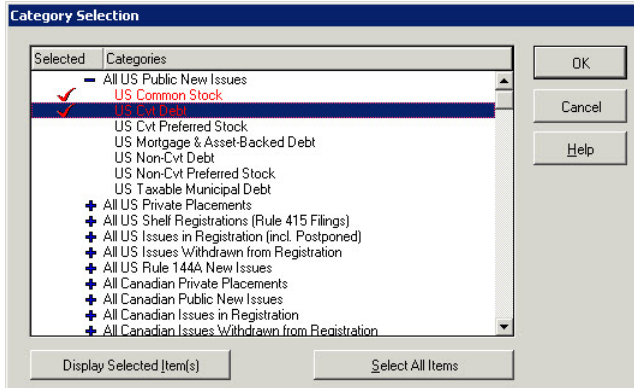 Category Selection
Selected Categories
All US Public New Issues
US Common Stock
US Cvt Debt
US Cvt Preferred Stock
US Mortgage & Asset-Backed Debt
US Non-Cvt Debt
US Non-Cvt Preferred Stock
US Taxable Municipal Debt
All US Private Placements
All US Shelf Registrations (Rule 415 Filings)
All US Issues in Registration (incl. Postponed)
All US Issues Withdrawn from Registration
All US Rule 144A New Issues
All Canadian Private Placements
All Canadian Public New Issues
All Canadian Issues in Registration
All Canadian Issues Withdrawn from Registration
OK
Cancel
Help
Display Selected Item(s)
Select All Items